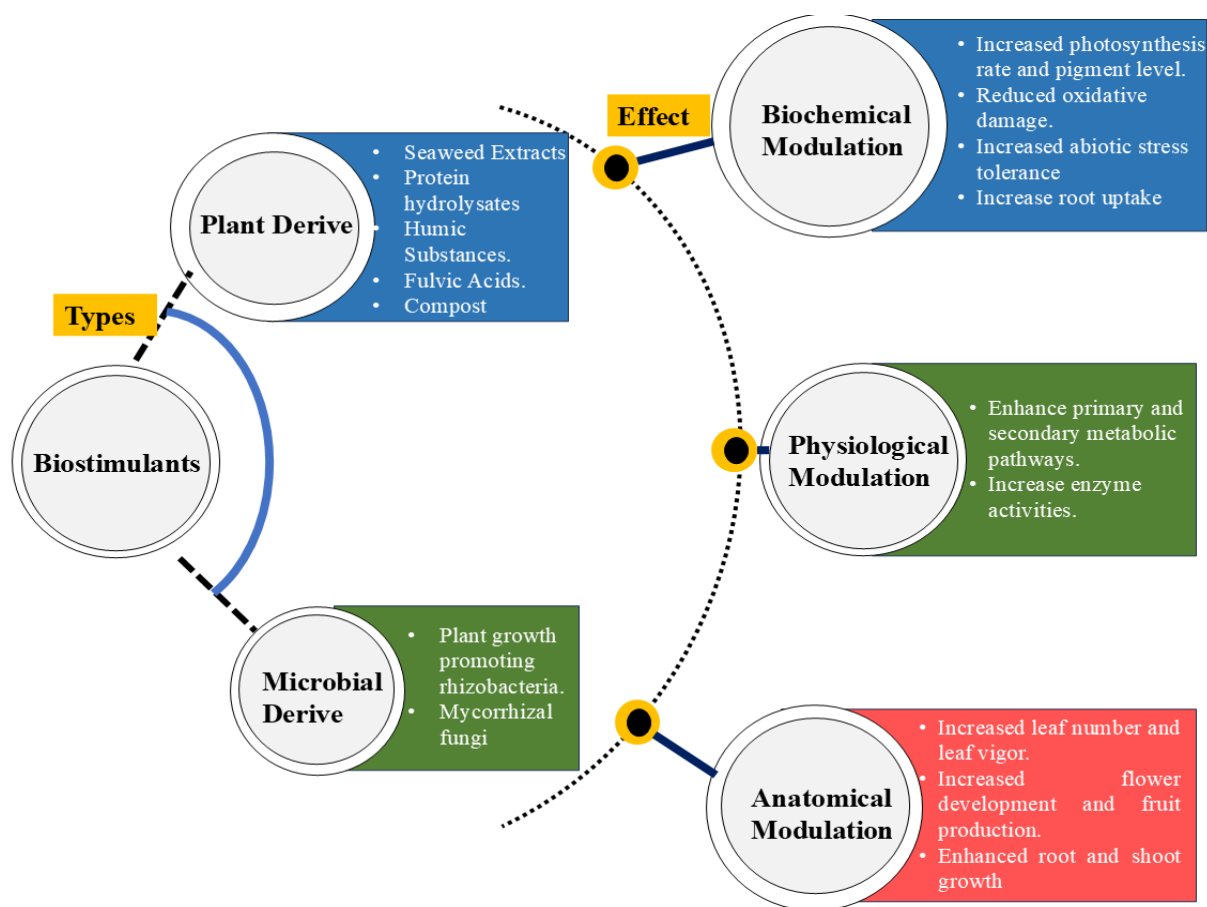 Biostimulants
Types
Plant Derive
• Seaweed Extracts
• Protein
hydrolysates
• Humic
Substances.
• Fulvic Acids.
• Compost
Microbial
Derive
• Plant growth
promoting
rhizobacteria.
• Mycorrhizal
fungi
Effect
Biochemical
Modulation
• Increased photosynthesis
rate and pigment level.
• Reduced oxidative
damage.
• Increased abiotic stress
tolerance
• Increase root uptake
Physiological
Modulation
• Enhance primary and
secondary metabolic
pathways.
• Increase enzyme
activities.
Anatomical
Modulation
• Increased leaf number and
leaf vigor.
• Increased flower
development and fruit
production.
• Enhanced root and shoot
growth